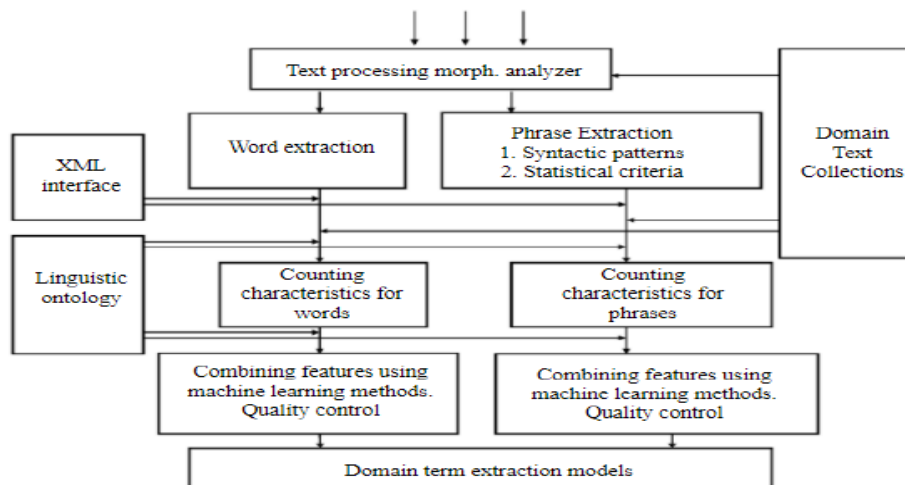 Text processing morph. analyzer
Word extraction
Phrase Extraction
1. Syntactic patterns
2. Statistical criteria
Domain
Text
Collections
XML
interface
Linguistic
ontology
Counting
characteristics for
words
Counting
characteristics for
phrases
Combining features using
machine learning methods.
Quality control
Combining features using
machine learning methods.
Quality control
Domain term extraction models